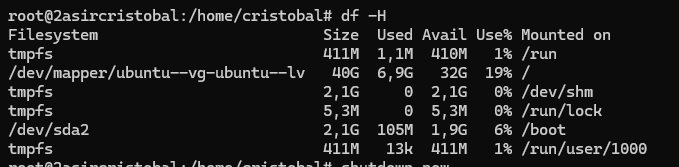 root@2asircristobal:/home/cristobal# df -H
Filesystem                         Size  Used Avail Use% Mounted on
tmpfs                              411M  1,1M  410M   1% /run
/dev/mapper/ubuntu--vg-ubuntu--lv   40G  6,9G   32G  19% /
tmpfs                              2,1G     0  2,1G   0% /dev/shm
tmpfs                              5,3M     0  5,3M   0% /run/lock
/dev/sda2                          2,1G  105M  1,9G   6% /boot
tmpfs                              411M   13k  411M   1% /run/user/1000
root@2asircristobal:/home/cristobal# shutdown now